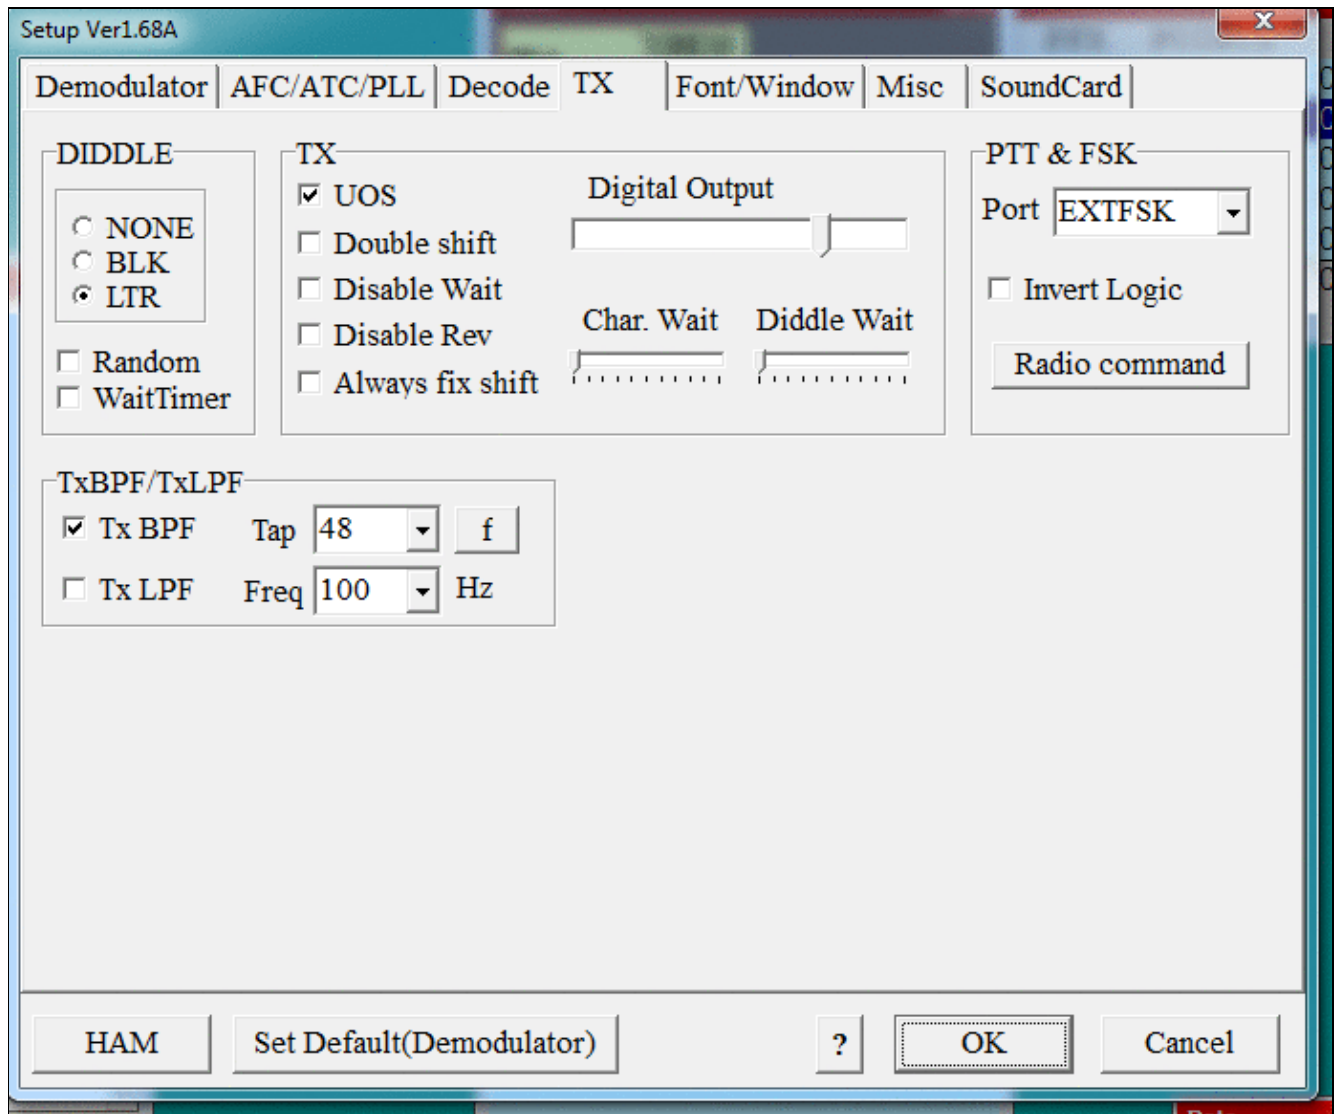 Setup Ver1.68A
X
Demodulator AFC/ATC/PLL Decode TX Font/Window Misc SoundCard
DIDDLE
NONE
BLK
LTR
Random
WaitTimer
TX
UOS
Double shift
Disable Wait
Disable Rev
Always fix shift
Digital Output
Char. Wait Diddle Wait
PTT & FSK
Port EXTFSK
Invert Logic
Radio command
TxBPF/TxLPF
Tx BPF Tap 48 f
Tx LPF Freq 100 Hz
HAM Set Default(Demodulator) ? OK Cancel